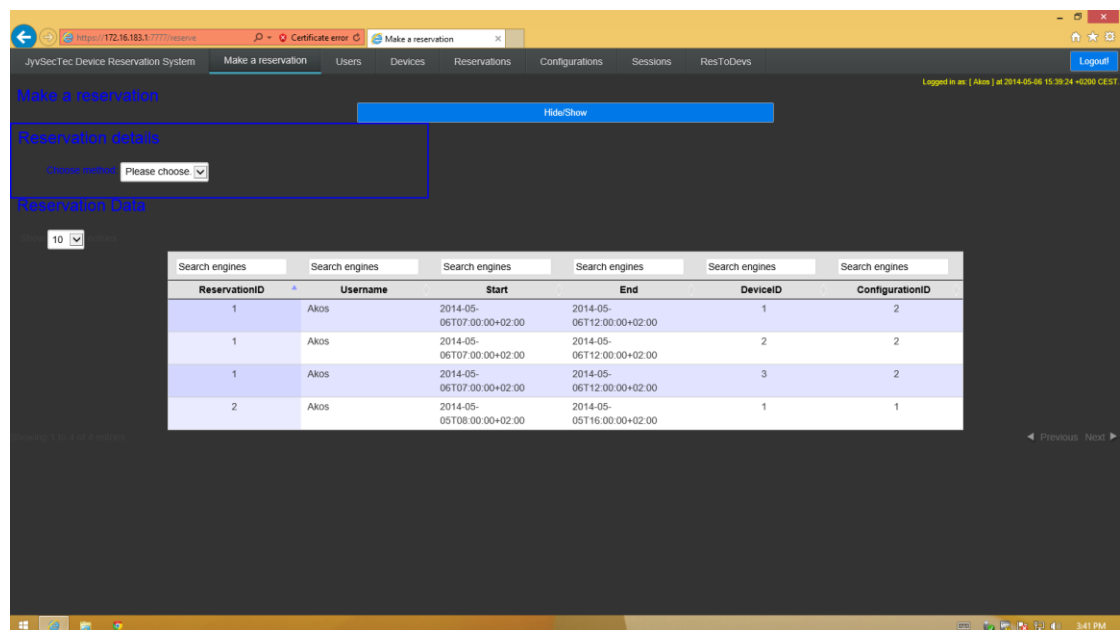 https://172.16.183.1:7777/reserve
Certificate error
Make a reservation
JyvSecTec Device Reservation System
Make a reservation
Users
Devices
Reservations
Configurations
Sessions
ResToDevs
Logout!
Logged in as: [ Akos ] at 2014-05-06 15:39:24 +0200 CEST.
Make a reservation
Hide/Show
Reservation details
Choose method: Please choose.
Reservation Data
10
Search engines Search engines Search engines Search engines Search engines Search engines
ReservationID Username Start End DeviceID ConfigurationID
1 Akos 2014-05- 2014-05- 1 2
06T07:00:00+02:00 06T12:00:00+02:00
1 Akos 2014-05- 2014-05- 2 2
06T07:00:00+02:00 06T12:00:00+02:00
1 Akos 2014-05- 2014-05- 3 2
06T07:00:00+02:00 06T12:00:00+02:00
2 Akos 2014-05- 2014-05- 1 1
05T08:00:00+02:00 05T16:00:00+02:00
Showing 1 to 4 of 4 entries
Previous Next
3:41 PM